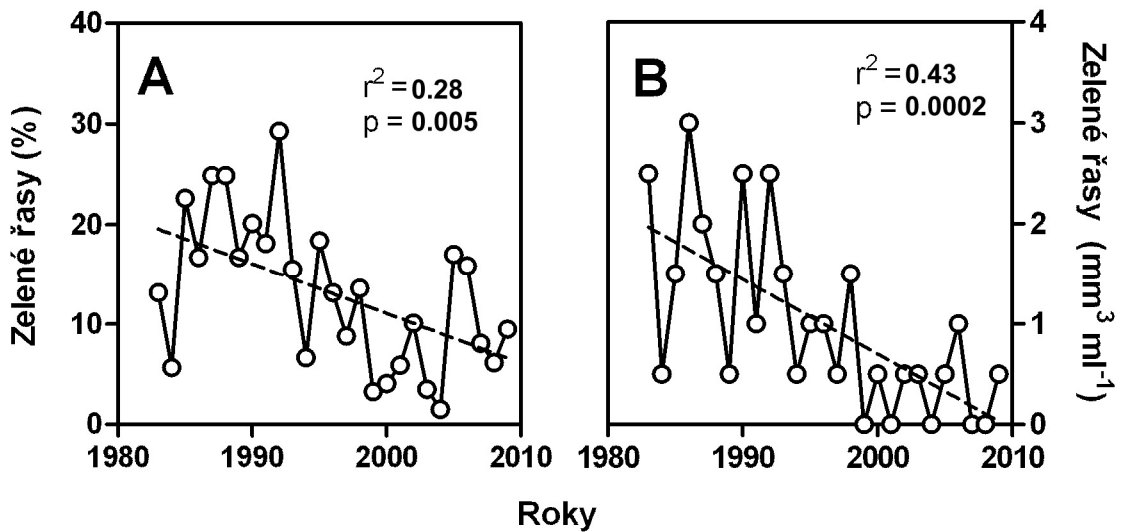 A
r² = 0.28
p = 0.005
Zelené řasy (%)
40
30
20
10
0
1980
1990
2000
2010
B
r² = 0.43
p = 0.0002
4
3
2
1
0
Zelené řasy (mm³ ml⁻¹)
1980
1990
2000
2010
Roky